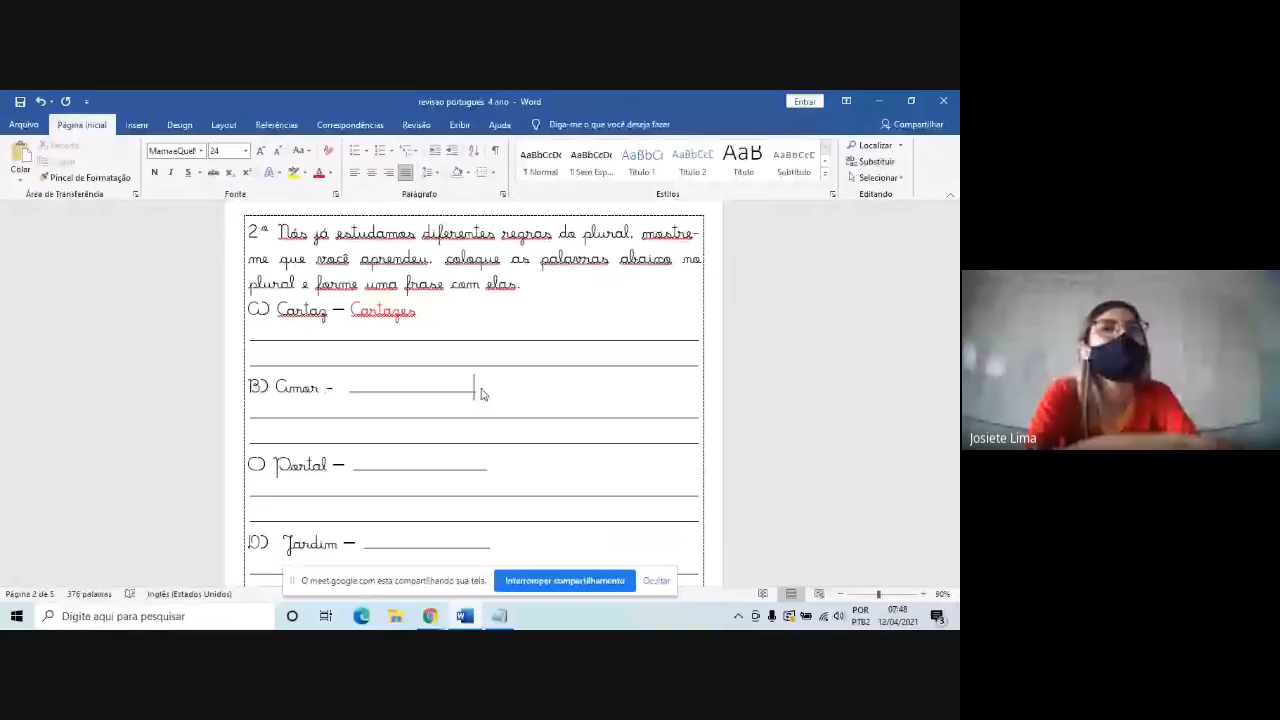 revisao portugues 4 ano - Word
Entrar
Arquivo Página inicial Inserir Design Layout Referências Correspondências Revisão Exibir Ajuda Diga-me o que você deseja fazer Compartilhar
Recorta
Copiar
Colar
Pincel de Formatação
Área de Transferência
24
N I S
Fonte
Parágrafo
AaBbCcDc AaBbCcDc AaBbCc AaBbCcC AaB AaBbCcD
¶ Normal ¶ Sem Esp... Título 1 Título 2 Título Subtítulo
Estilos
Localizar
Substituir
Selecionar
Editando
2ª Nós já estudamos diferentes regras do plural, mostre-
me que você aprendeu, coloque as palavras abaixo no
plural e forme uma frase com elas.
A) Cartaz – Cartazes
B) Amor -
C) Portal –
D) Jardim –
Josiete Lima
O meet.google.com está compartilhando sua tela.
Interromper compartilhamento
Ocultar
Página 2 de 5 376 palavras Inglês (Estados Unidos)
90%
Digite aqui para pesquisar
POR
PTB2
07:48
12/04/2021